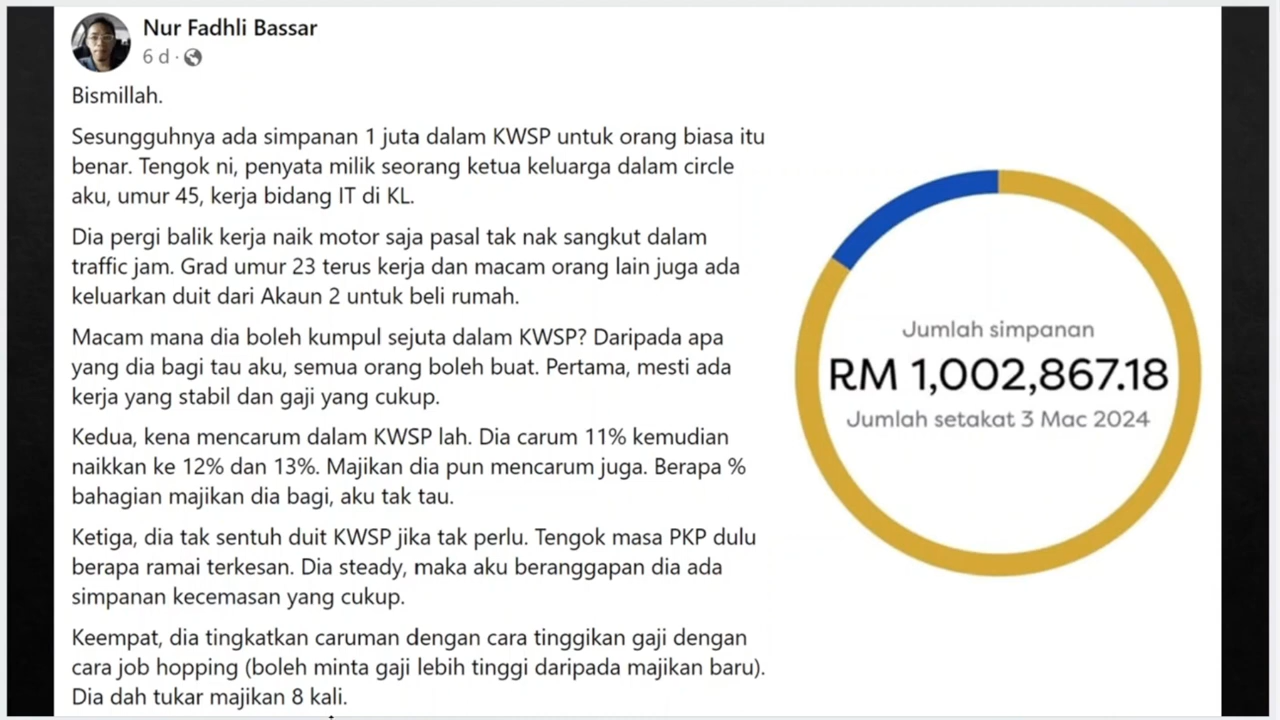 Nur Fadhli Bassar
6 d ·
Bismillah.
Sesungguhnya ada simpanan 1 juta dalam KWSP untuk orang biasa itu
benar. Tengok ni, penyata milik seorang ketua keluarga dalam circle
aku, umur 45, kerja bidang IT di KL.
Dia pergi balik kerja naik motor saja pasal tak nak sangkut dalam
traffic jam. Grad umur 23 terus kerja dan macam orang lain juga ada
keluarkan duit dari Akaun 2 untuk beli rumah.
Macam mana dia boleh kumpul sejuta dalam KWSP? Daripada apa
yang dia bagi tau aku, semua orang boleh buat. Pertama, mesti ada
kerja yang stabil dan gaji yang cukup.
Kedua, kena mencarum dalam KWSP lah. Dia carum 11% kemudian
naikkan ke 12% dan 13%. Majikan dia pun mencarum juga. Berapa %
bahagian majikan dia bagi, aku tak tau.
Ketiga, dia tak sentuh duit KWSP jika tak perlu. Tengok masa PKP dulu
berapa ramai terkesan. Dia steady, maka aku beranggapan dia ada
simpanan kecemasan yang cukup.
Keempat, dia tingkatkan caruman dengan cara tinggikan gaji dengan
cara job hopping (boleh minta gaji lebih tinggi daripada majikan baru).
Dia dah tukar majikan 8 kali.
Jumlah simpanan
RM 1,002,867.18
Jumlah setakat 3 Mac 2024